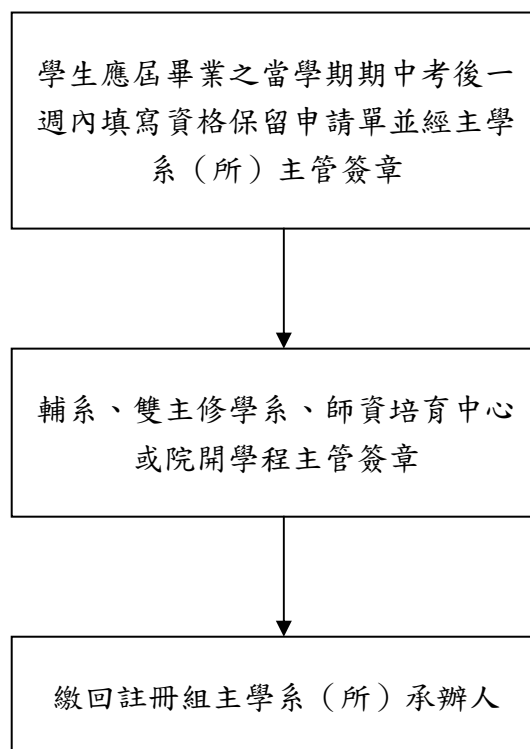 學生應屆畢業之當學期期中考後一
週內填寫資格保留申請單並經主學
系（所）主管簽章
輔系、雙主修學系、師資培育中心
或院開學程主管簽章
繳回註冊組主學系（所）承辦人